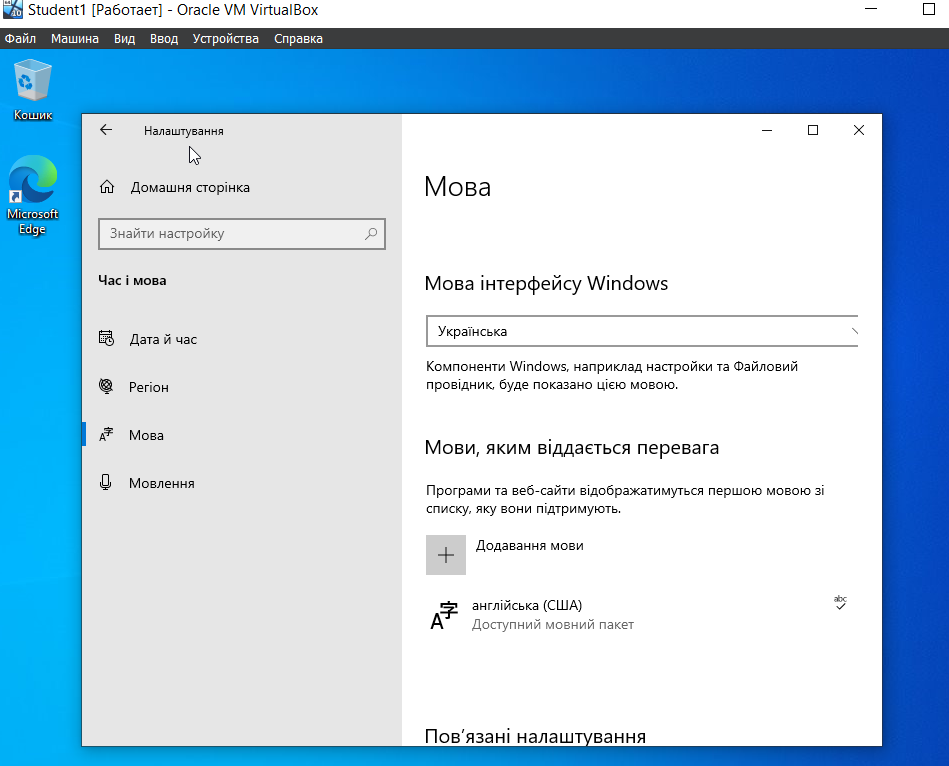 Student1 [Работает] - Oracle VM VirtualBox
Файл Машина Вид Ввод Устройства Справка
Кошик
Microsoft
Edge
Налаштування
Домашня сторінка
Знайти настройку
Час і мова
Дата й час
Регіон
Мова
Мовлення
Мова
Мова інтерфейсу Windows
Українська
Компоненти Windows, наприклад настройки та Файловий
провідник, буде показано цією мовою.
Мови, яким віддається перевага
Програми та веб-сайти відображатимуться першою мовою зі
списку, яку вони підтримують.
Додавання мови
англійська (США)
Доступний мовний пакет
abc
Пов’язані налаштування